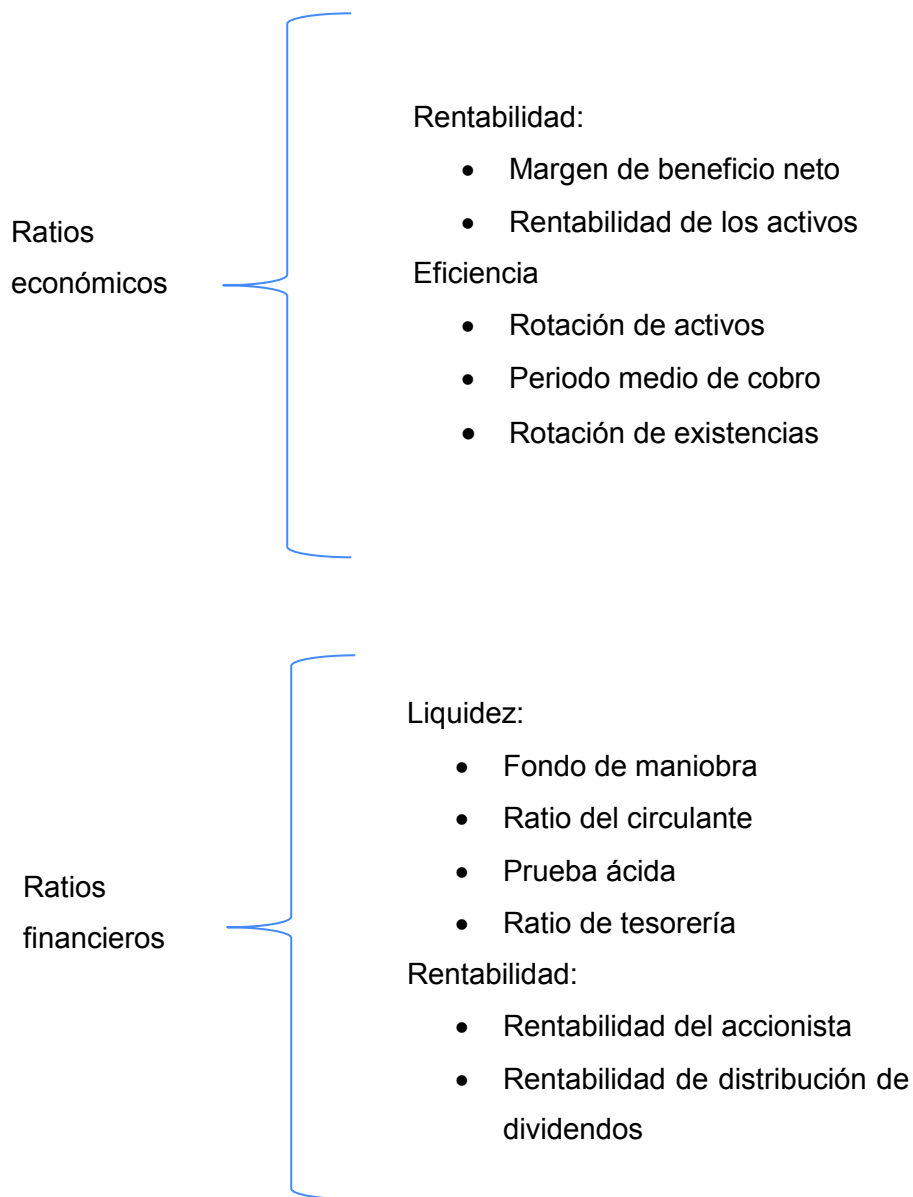 Ratios
económicos
Rentabilidad:
• Margen de beneficio neto
• Rentabilidad de los activos
Eficiencia
• Rotación de activos
• Periodo medio de cobro
• Rotación de existencias
Ratios
financieros
Liquidez:
• Fondo de maniobra
• Ratio del circulante
• Prueba ácida
• Ratio de tesorería
Rentabilidad:
• Rentabilidad del accionista
• Rentabilidad de distribución de
dividendos